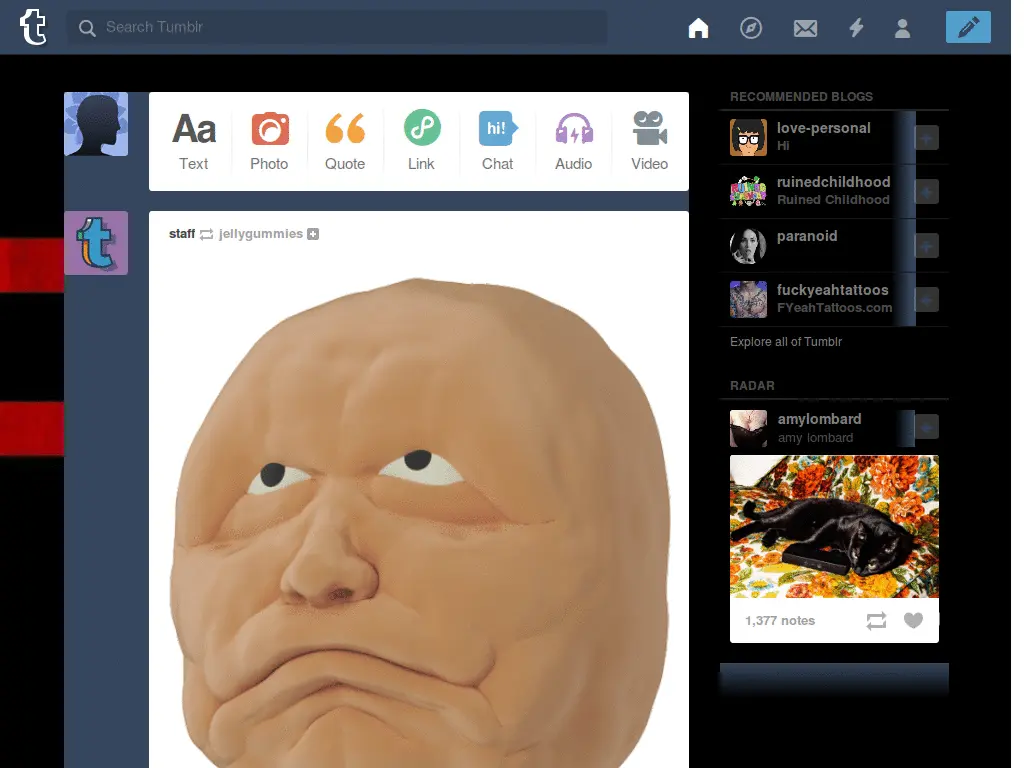 t
Search Tumblr
Aa
hi!
Text
Photo
Quote
Link
Chat
Audio
Video
t
staff jellygummies
RECOMMENDED BLOGS
love-personal
Hi
ruinedchildhood
Ruined Childhood
paranoid
fuckyeahtattoos
FYeahTattoos.com
Explore all of Tumblr
RADAR
amylombard
amy lombard
1,377 notes